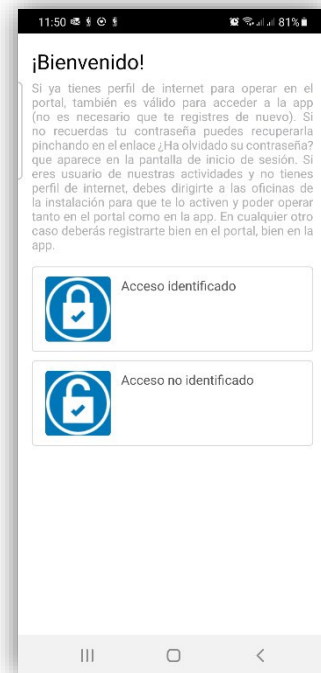 11:50
81%
¡Bienvenido!
Si ya tienes perfil de internet para operar en el
portal, también es válido para acceder a la app
(no es necesario que te registres de nuevo). Si
no recuerdas tu contraseña puedes recuperarla
pinchando en el enlace ¿Ha olvidado su contraseña?
que aparece en la pantalla de inicio de sesión. Si
eres usuario de nuestras actividades y no tienes
perfil de internet, debes dirigirte a las oficinas de
la instalación para que te lo activen y poder operar
tanto en el portal como en la app. En cualquier otro
caso deberás registrarte bien en el portal, bien en la
app.
Acceso identificado
Acceso no identificado